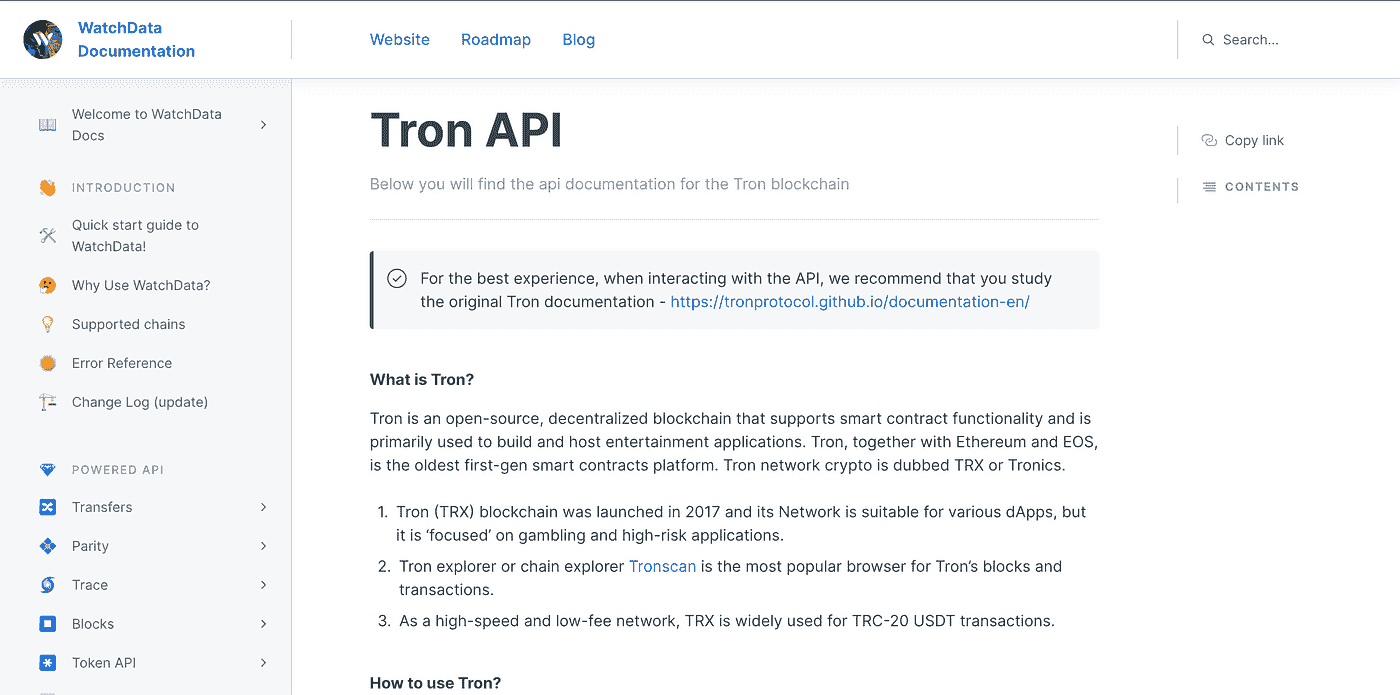 WatchData
Documentation
Website
Roadmap
Blog
Search...
Welcome to WatchData
Docs
INTRODUCTION
Quick start guide to
WatchData!
Why Use WatchData?
Supported chains
Error Reference
Change Log (update)
POWERED API
Transfers
Parity
Trace
Blocks
Token API
Tron API
Below you will find the api documentation for the Tron blockchain
For the best experience, when interacting with the API, we recommend that you study
the original Tron documentation - https://tronprotocol.github.io/documentation-en/
What is Tron?
Tron is an open-source, decentralized blockchain that supports smart contract functionality and is
primarily used to build and host entertainment applications. Tron, together with Ethereum and EOS,
is the oldest first-gen smart contracts platform. Tron network crypto is dubbed TRX or Tronics.
1. Tron (TRX) blockchain was launched in 2017 and its Network is suitable for various dApps, but
it is ‘focused’ on gambling and high-risk applications.
2. Tron explorer or chain explorer Tronscan is the most popular browser for Tron’s blocks and
transactions.
3. As a high-speed and low-fee network, TRX is widely used for TRC-20 USDT transactions.
How to use Tron?
Copy link
CONTENTS